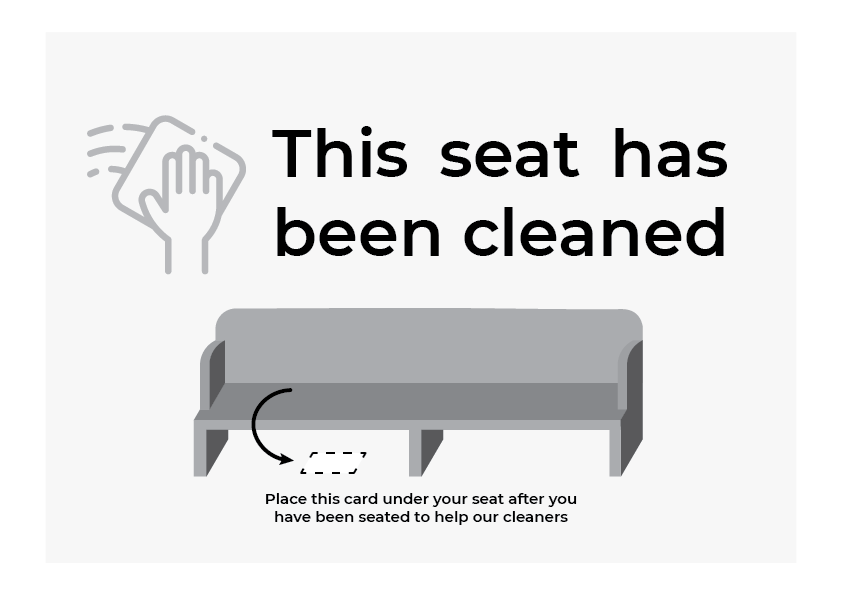 This seat has
been cleaned
Place this card under your seat after you
have been seated to help our cleaners